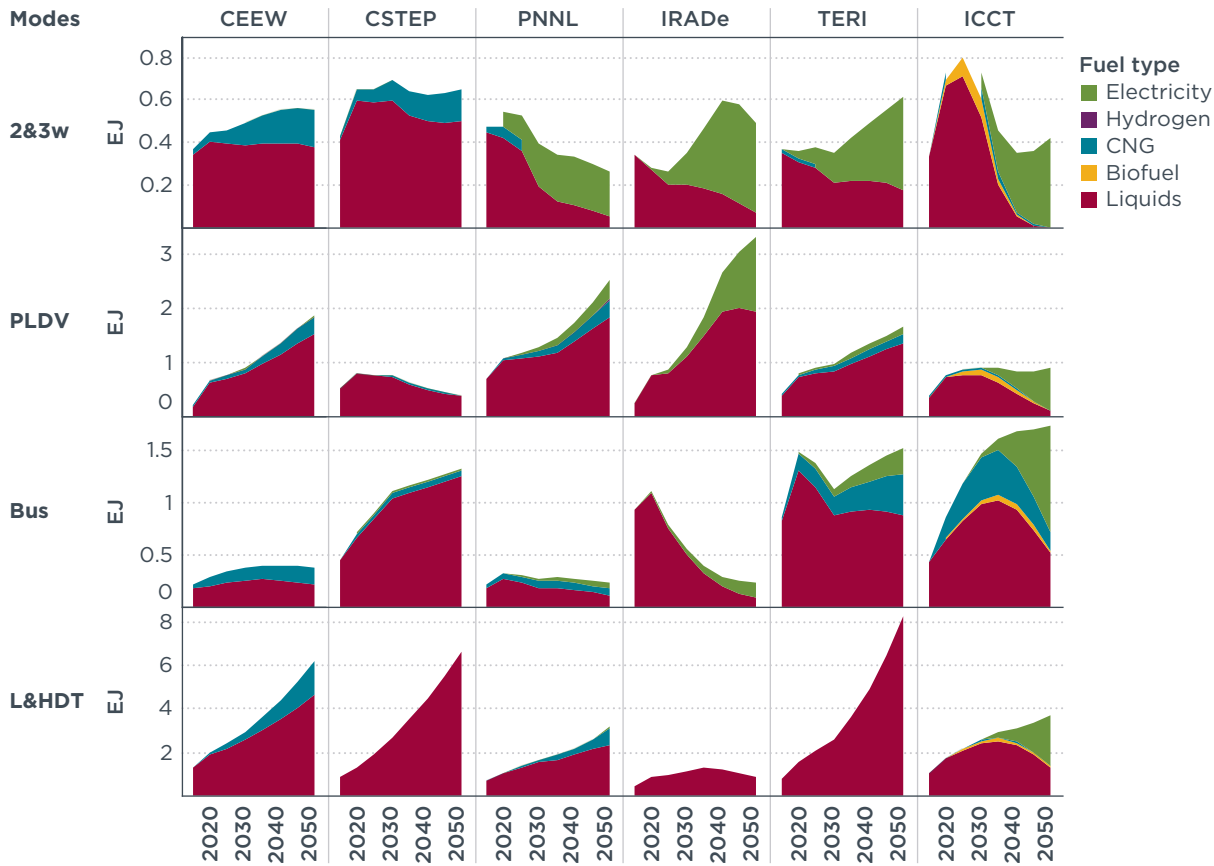 Modes CEEW CSTEP PNNL IRADe TERI ICCT
Fuel type
Electricity
Hydrogen
CNG
Biofuel
Liquids
2&3w EJ
0.8
0.6
0.4
0.2
PLDV EJ
3
2
1
0
Bus EJ
1.5
1
0.5
0
L&HDT EJ
8
6
4
2
2020 2030 2040 2050 2020 2030 2040 2050 2020 2030 2040 2050 2020 2030 2040 2050 2020 2030 2040 2050 2020 2030 2040 2050